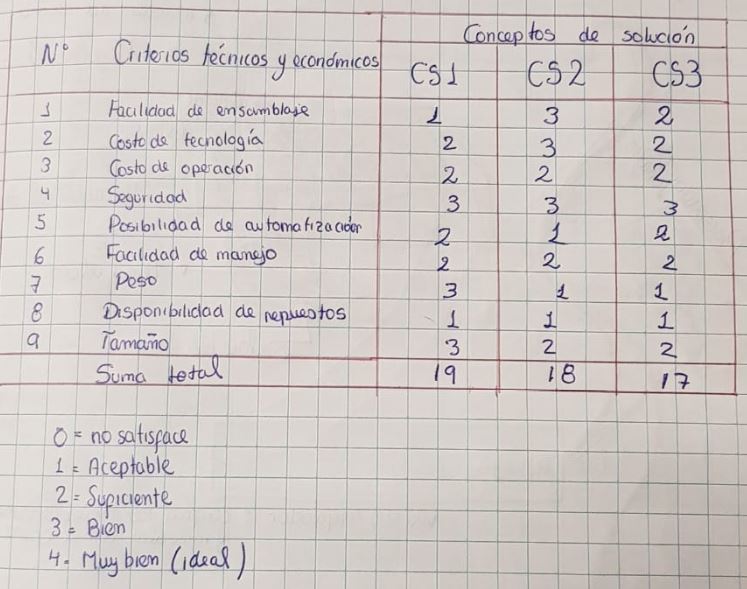 Conceptos de solución
N° Criterios técnicos y económicos CS1 CS2 CS3
1 Facilidad de ensamblaje 1 3 2
2 Costo de tecnología 2 3 2
3 Costo de operación 2 2 2
4 Seguridad 3 3 3
5 Posibilidad de automatización 2 1 2
6 Facilidad de manejo 2 2 2
7 Peso 3 1 1
8 Disponibilidad de repuestos 1 1 1
9 Tamaño 3 2 2
Suma total 19 18 17
0 = no satisface
1 = Aceptable
2 = Suficiente
3 = Bien
4 = Muy bien (ideal)